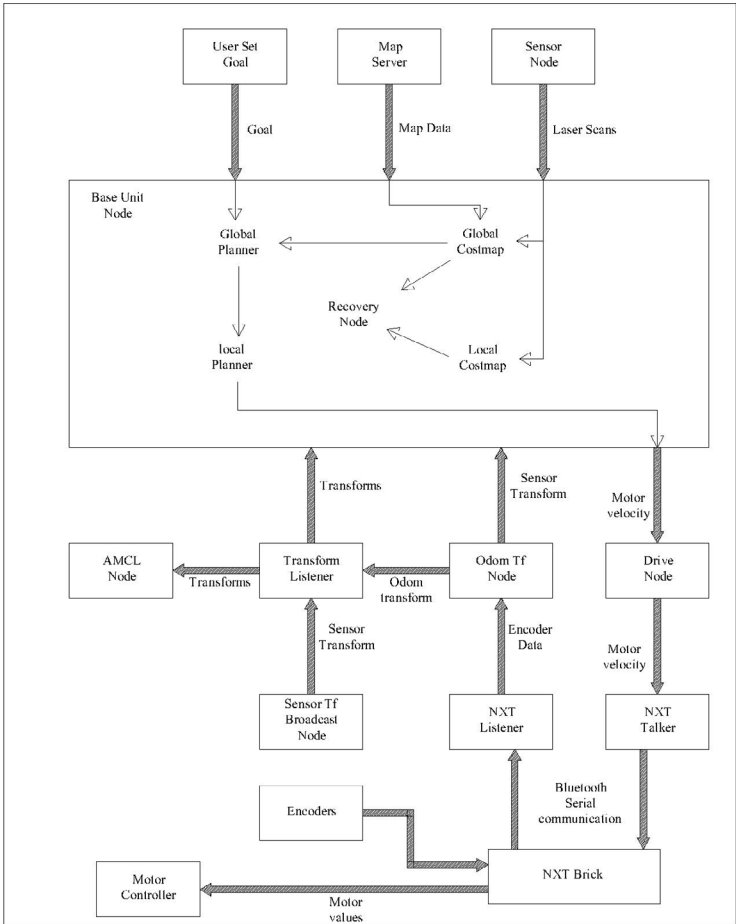 User Set
Goal
Map
Server
Sensor
Node
Goal
Map Data
Laser Scans
Base Unit
Node
Global
Planner
Global
Costmap
Recovery
Node
local
Planner
Local
Costmap
Transforms
Sensor
Transform
Motor
velocity
AMCL
Node
Transforms
Transform
Listener
Odom
transform
Odom Tf
Node
Drive
Node
Sensor
Transform
Encoder
Data
Motor
velocity
Sensor Tf
Broadcast
Node
NXT
Listener
NXT
Talker
Bluetooth
Serial
communication
Encoders
NXT Brick
Motor
Controller
Motor
values